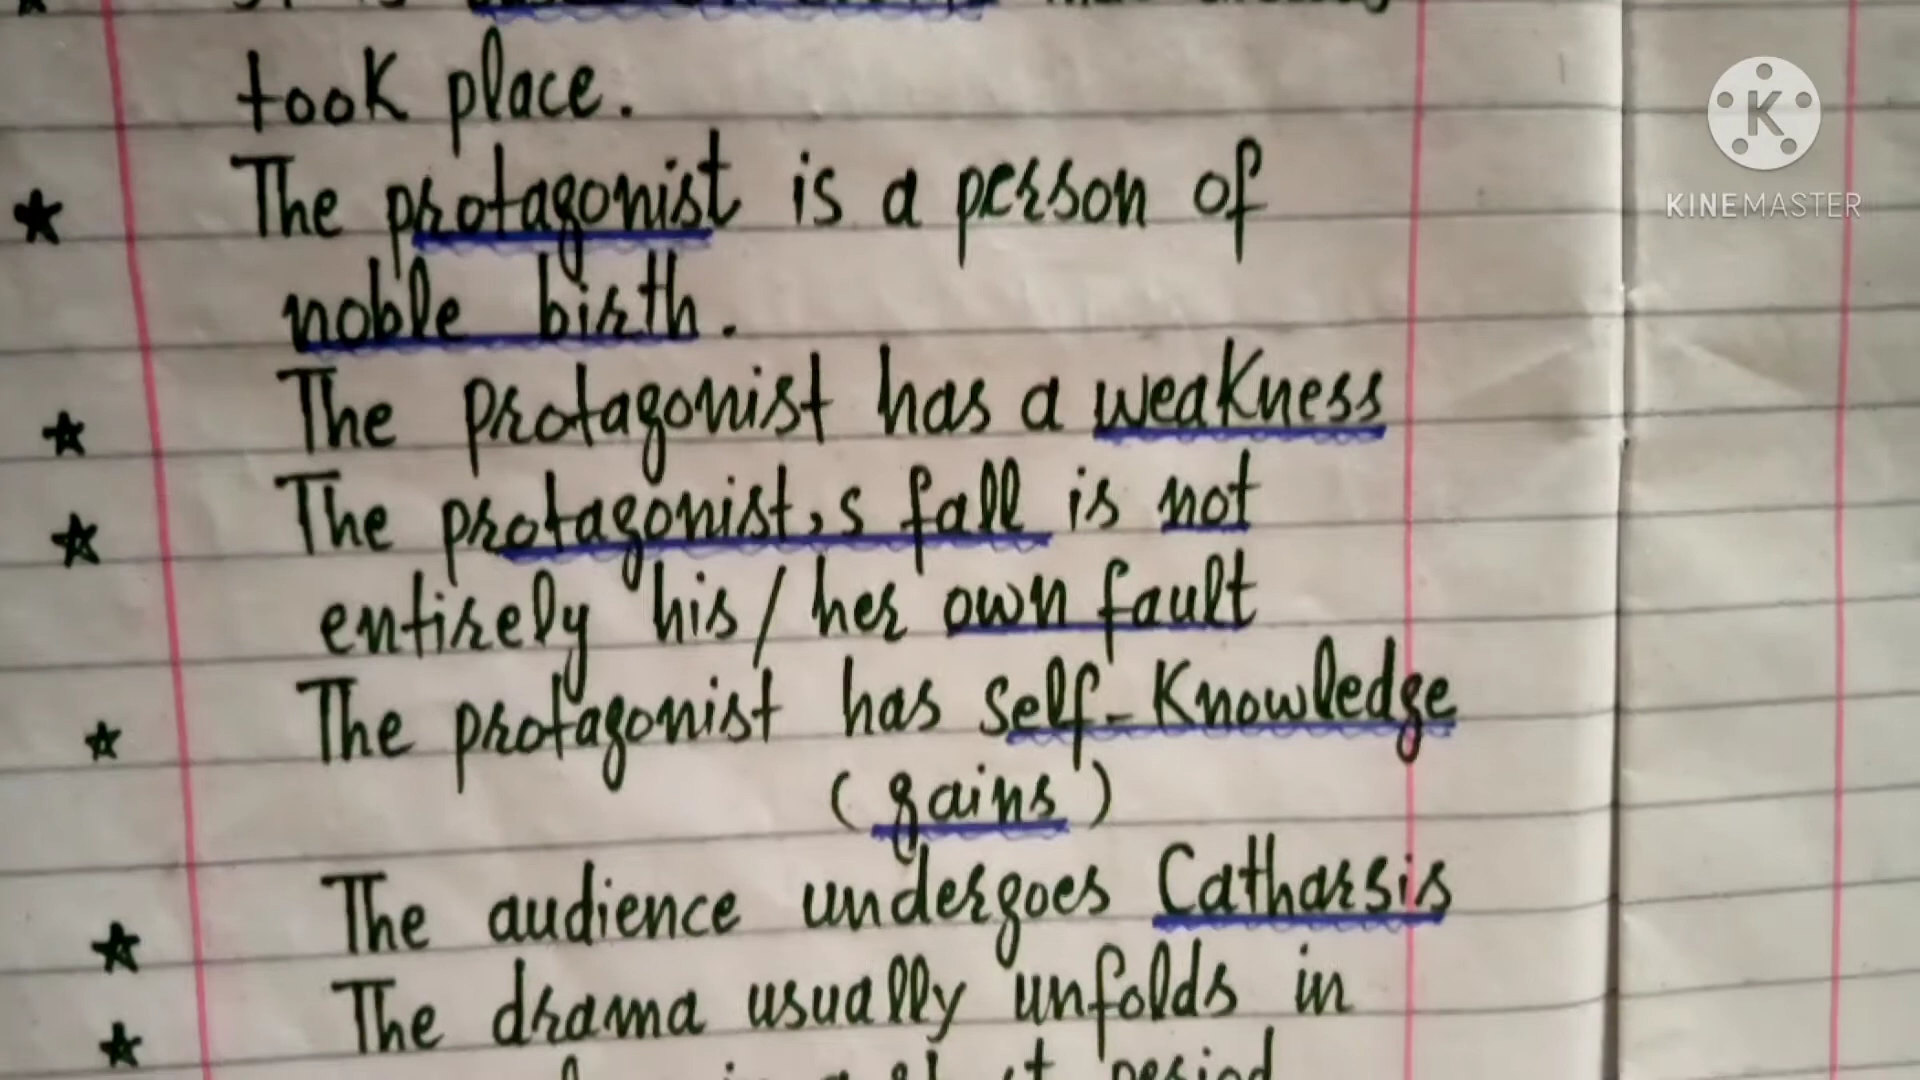 took place.
★ The protagonist is a person of
noble birth.
★ The protagonist has a weakness
★ The protagonist,s fall is not
entirely his / her own fault
★ The protagonist has Self-Knowledge
(gains)
★ The audience undergoes Catharsis
★ The drama usually unfolds in
period
K
KINEMASTER